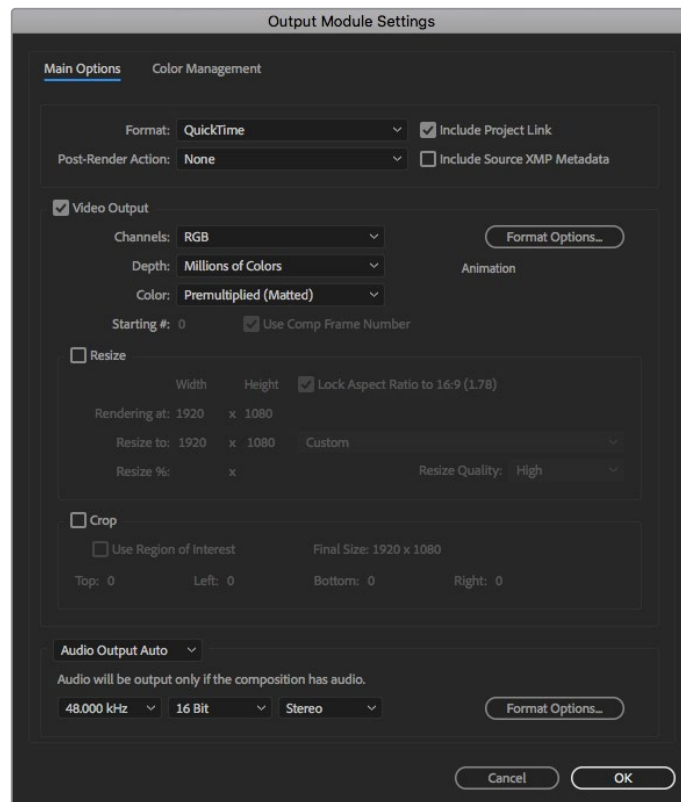 Output Module Settings
Main Options Color Management
Format: QuickTime Include Project Link
Post-Render Action: None Include Source XMP Metadata
Video Output
Channels: RGB Format Options...
Depth: Millions of Colors Animation
Color: Premultiplied (Matted)
Starting #: 0 Use Comp Frame Number
Resize
Width Height Lock Aspect Ratio to 16:9 (1.78)
Rendering at: 1920 x 1080
Resize to: 1920 x 1080 Custom
Resize %: x Resize Quality: High
Crop
Use Region of Interest Final Size: 1920 x 1080
Top: 0 Left: 0 Bottom: 0 Right: 0
Audio Output Auto
Audio will be output only if the composition has audio.
48.000 kHz 16 Bit Stereo Format Options...
Cancel OK